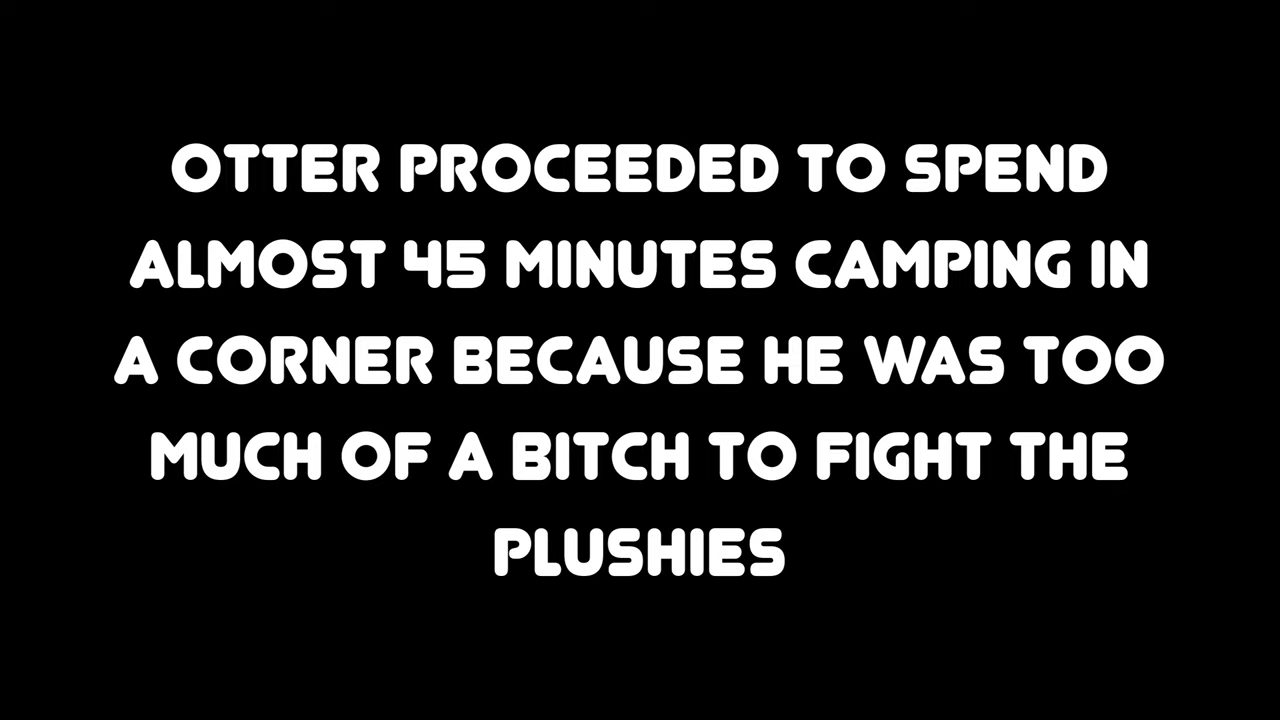 OTTER PROCEEDED TO SPEND
ALMOST 45 MINUTES CAMPING IN
A CORNER BECAUSE HE WAS TOO
MUCH OF A BITCH TO FIGHT THE
PLUSHIES